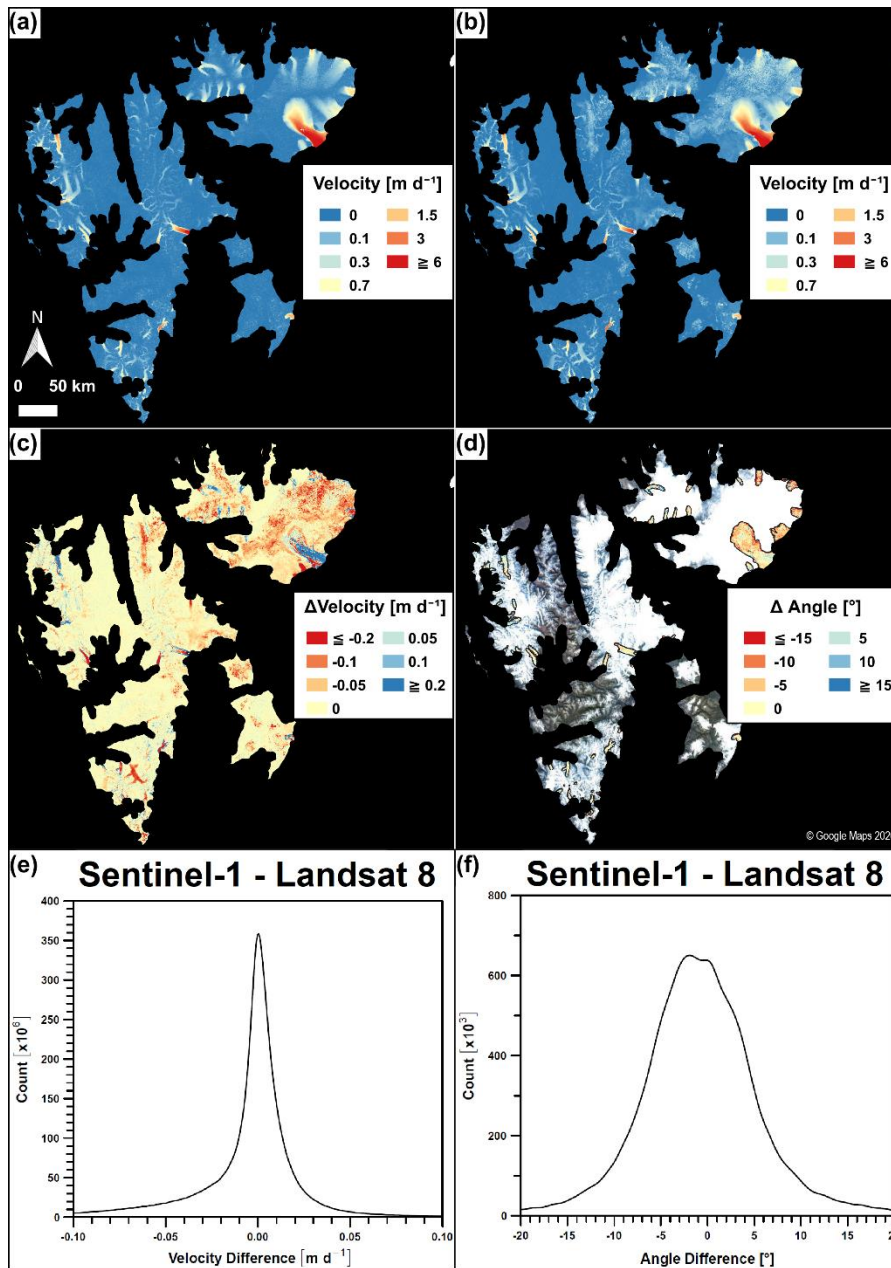 (a)
Velocity [m d⁻¹]
0 1.5
0.1 3
0.3 ≧ 6
0.7
N
0 50 km
(b)
Velocity [m d⁻¹]
0 1.5
0.1 3
0.3 ≧ 6
0.7
(c)
ΔVelocity [m d⁻¹]
≦ -0.2 0.05
-0.1 0.1
-0.05 ≧ 0.2
0
(d)
Δ Angle [°]
≤ -15 5
-10 10
-5 ≥ 15
0
© Google Maps 202
(e) Sentinel-1 - Landsat 8
400
350
300
250
200
150
100
50
0
Count [x10⁶]
-0.10 -0.05 0.00 0.05 0.10
Velocity Difference [m d⁻¹]
(f) Sentinel-1 - Landsat 8
800
600
400
200
0
Count [x10³]
-20 -15 -10 -5 0 5 10 15 2
Angle Difference [°]